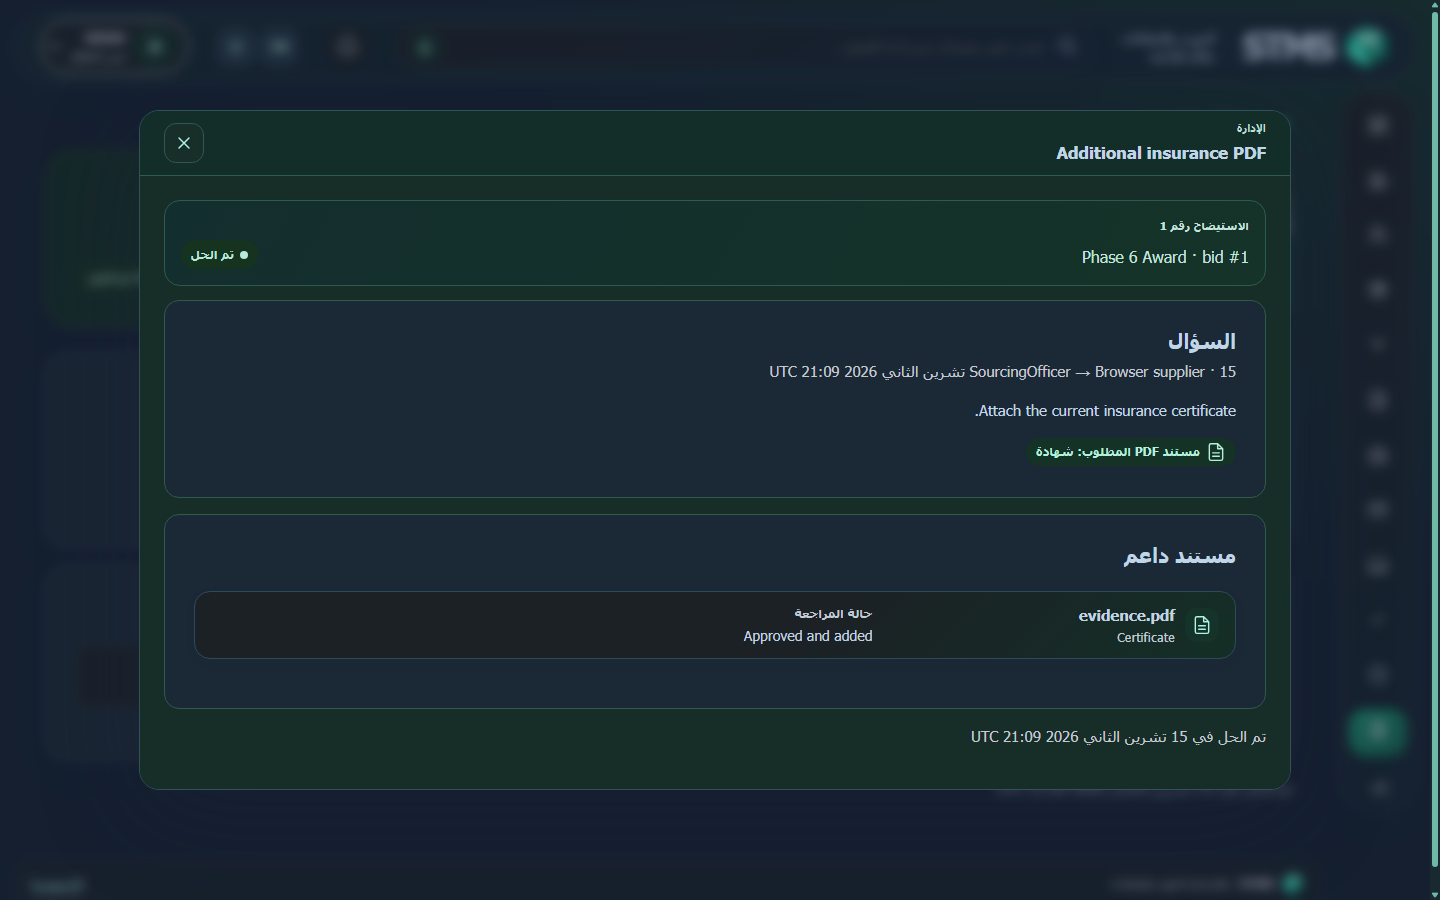 STMS
الإدارة
Additional insurance PDF
الاستيضاح رقم 1
Phase 6 Award · bid #1
تم الحل
السؤال
SourcingOfficer → Browser supplier · 15 تشرين الثاني 2026 21:09 UTC
Attach the current insurance certificate.
مستند PDF المطلوب: شهادة
مستند داعم
evidence.pdf
Certificate
حالة المراجعة
Approved and added
تم الحل في 15 تشرين الثاني 2026 21:09 UTC